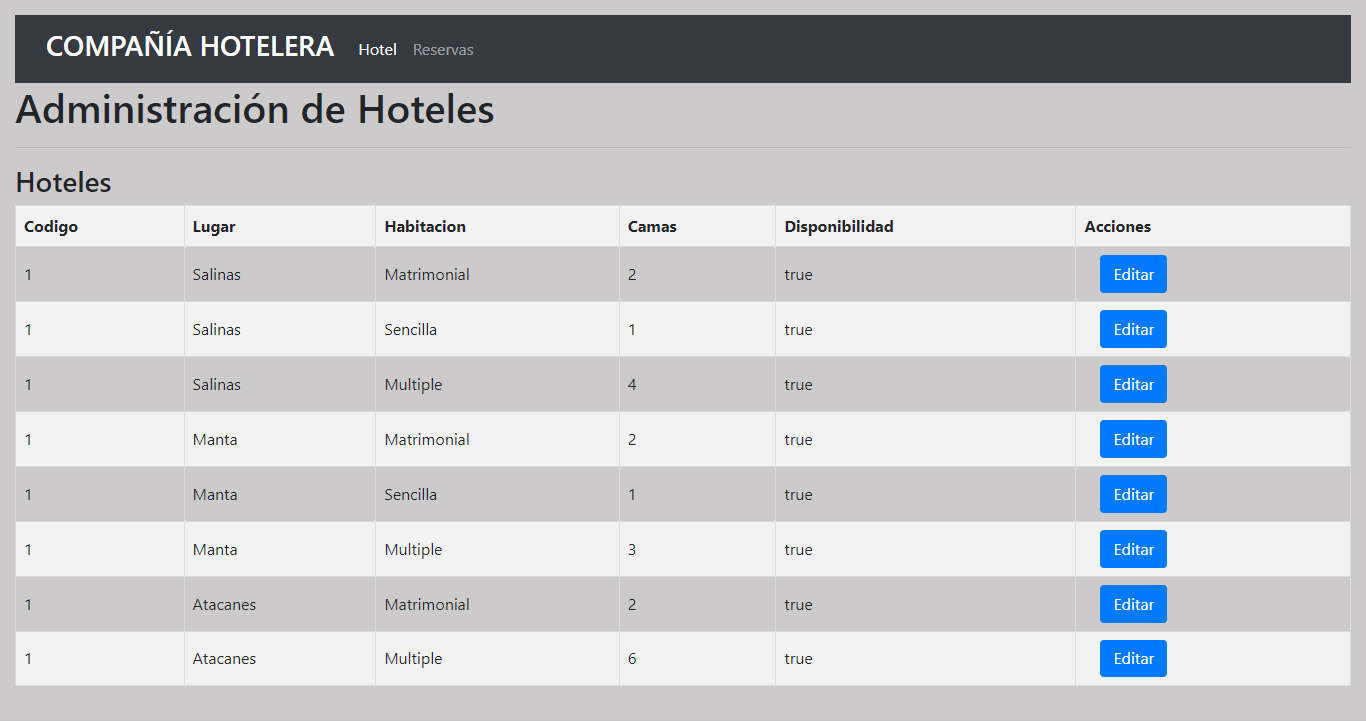 COMPAÑÍA HOTELERA Hotel Reservas
Administración de Hoteles
Hoteles
Codigo Lugar Habitacion Camas Disponibilidad Acciones
1 Salinas Matrimonial 2 true Editar
1 Salinas Sencilla 1 true Editar
1 Salinas Multiple 4 true Editar
1 Manta Matrimonial 2 true Editar
1 Manta Sencilla 1 true Editar
1 Manta Multiple 3 true Editar
1 Atacanes Matrimonial 2 true Editar
1 Atacanes Multiple 6 true Editar